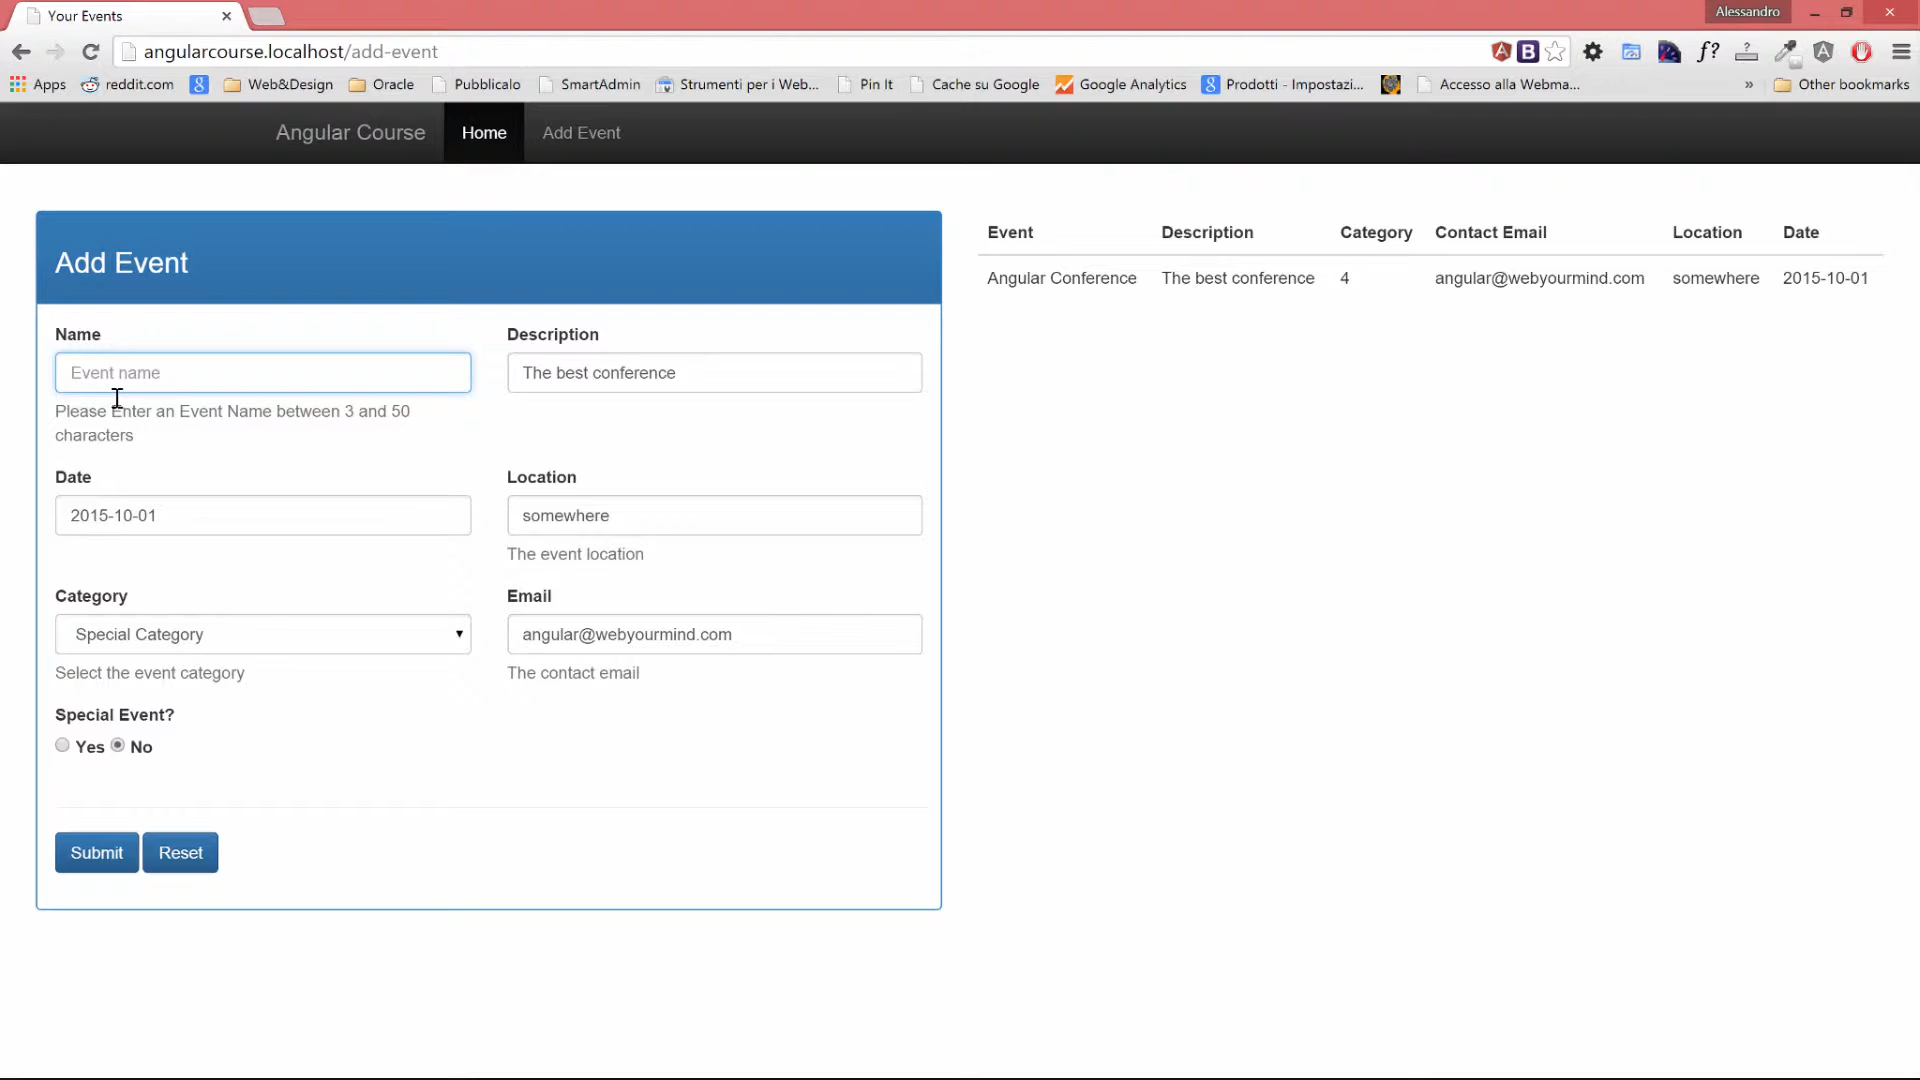 Your Events
Alessandro
angularcourse.localhost/add-event
Apps reddit.com Web&Design Oracle Pubblicalo SmartAdmin Strumenti per i Web... Pin It Cache su Google Google Analytics Prodotti - Impostazi... Accesso alla Webma... » Other bookmarks
Angular Course Home Add Event
Add Event
Name Description
Event name The best conference
Please Enter an Event Name between 3 and 50
characters
Date Location
2015-10-01 somewhere
The event location
Category Email
Special Category angular@webyourmind.com
Select the event category The contact email
Special Event?
Yes No
Submit Reset
Event Description Category Contact Email Location Date
Angular Conference The best conference 4 angular@webyourmind.com somewhere 2015-10-01